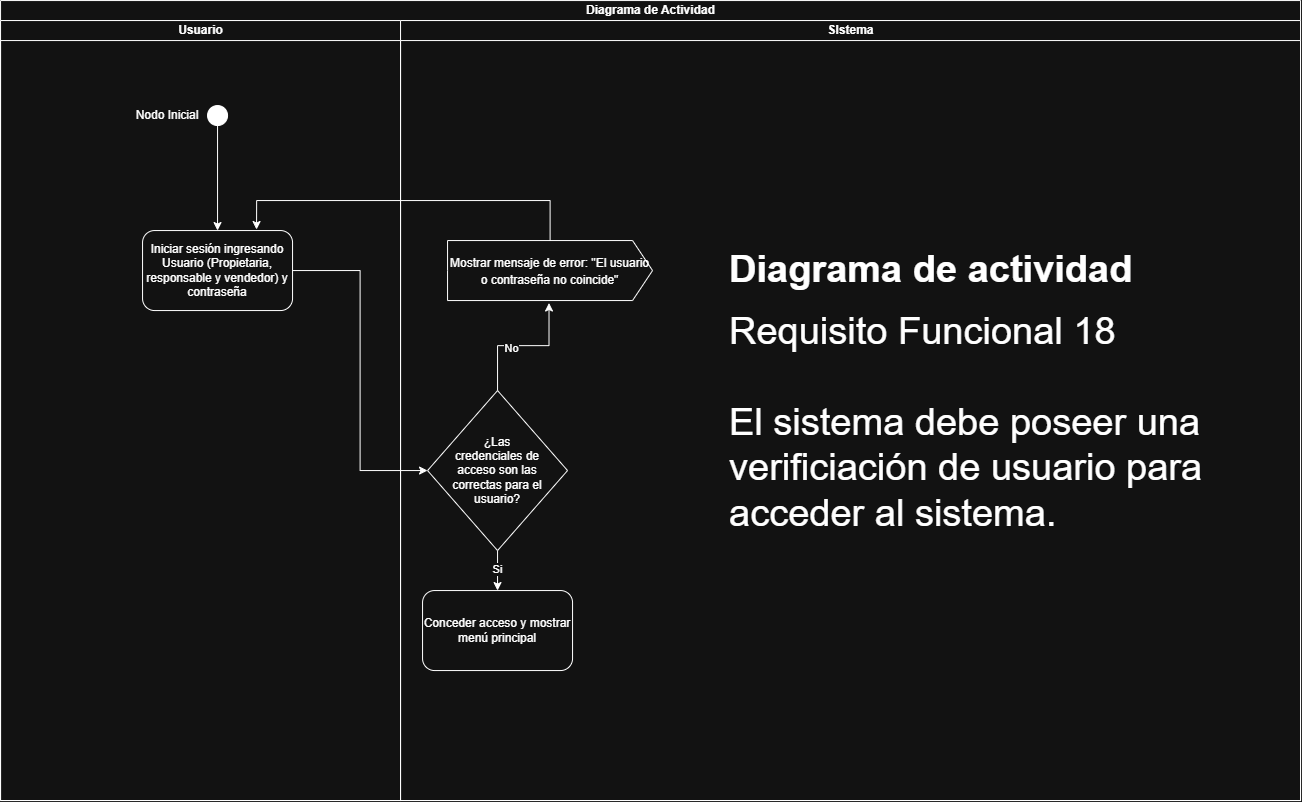 Diagrama de Actividad
Usuario
SIstema
Nodo Inicial
Iniciar sesión ingresando
Usuario (Propietaria,
responsable y vendedor) y
contraseña
Mostrar mensaje de error: "El usuario
o contraseña no coincide"
No
¿Las
credenciales de
acceso son las
correctas para el
usuario?
Si
Conceder acceso y mostrar
menú principal
Diagrama de actividad
Requisito Funcional 18
El sistema debe poseer una
verificiación de usuario para
acceder al sistema.